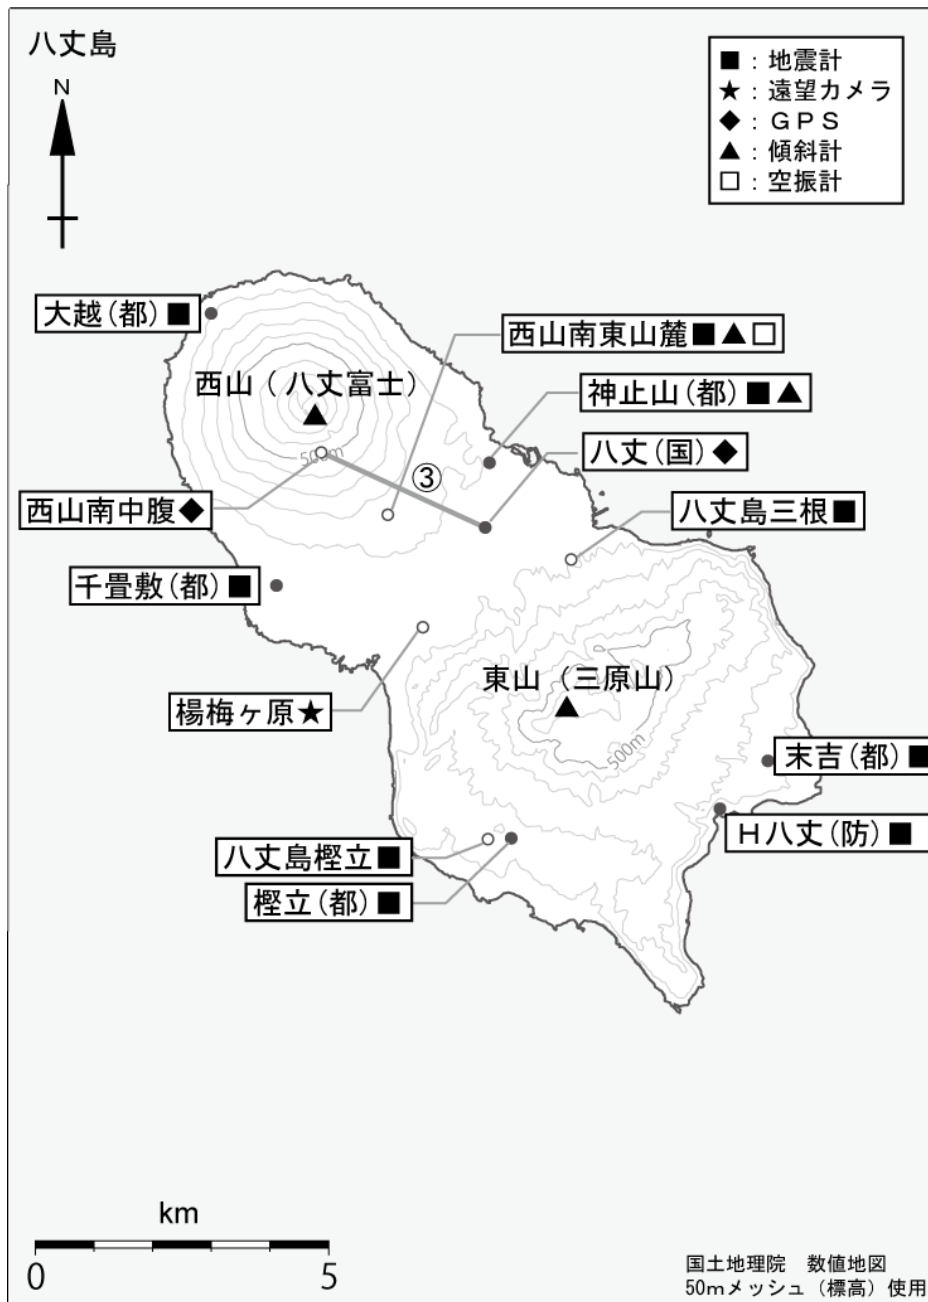 八丈島
N
■：地震計
★：遠望カメラ
◆：ＧＰＳ
▲：傾斜計
□：空振計
大越(都)■
西山南東山麓■▲□
西山（八丈富士）
▲
神止山(都)■▲
500m
③
八丈(国)◆
西山南中腹◆
八丈島三根■
千畳敷(都)■
東山（三原山）
▲
楊梅ヶ原★
500m
末吉(都)■
Ｈ八丈(防)■
八丈島樫立■
樫立(都)■
km
0 5
国土地理院　数値地図
50mメッシュ（標高）使用